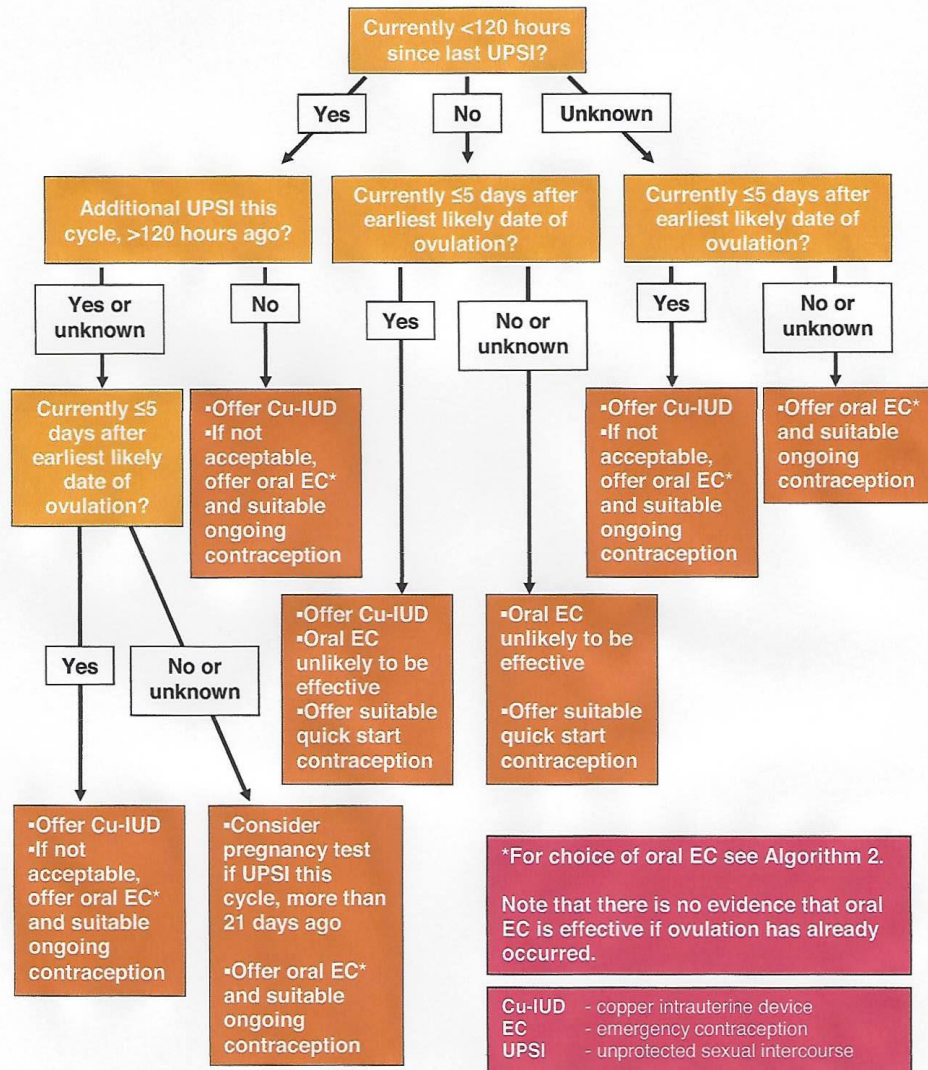 Currently <120 hours
since last UPSI?
Yes
No
Unknown
Additional UPSI this
cycle, >120 hours ago?
Currently ≤5 days after
earliest likely date of
ovulation?
Currently ≤5 days after
earliest likely date of
ovulation?
Yes or
unknown
No
Yes
No or
unknown
Yes
No or
unknown
Currently ≤5
days after
earliest likely
date of
ovulation?
▪Offer Cu-IUD
▪If not
acceptable,
offer oral EC*
and suitable
ongoing
contraception
▪Offer Cu-IUD
▪If not
acceptable,
offer oral EC*
and suitable
ongoing
contraception
▪Offer oral EC*
and suitable
ongoing
contraception
▪Offer Cu-IUD
▪Oral EC
unlikely to be
effective
▪Offer suitable
quick start
contraception
▪Oral EC
unlikely to be
effective
▪Offer suitable
quick start
contraception
Yes
No or
unknown
▪Offer Cu-IUD
▪If not
acceptable,
offer oral EC*
and suitable
ongoing
contraception
▪Consider
pregnancy test
if UPSI this
cycle, more than
21 days ago
▪Offer oral EC*
and suitable
ongoing
contraception
*For choice of oral EC see Algorithm 2.
Note that there is no evidence that oral
EC is effective if ovulation has already
occurred.
Cu-IUD - copper intrauterine device
EC - emergency contraception
UPSI - unprotected sexual intercourse